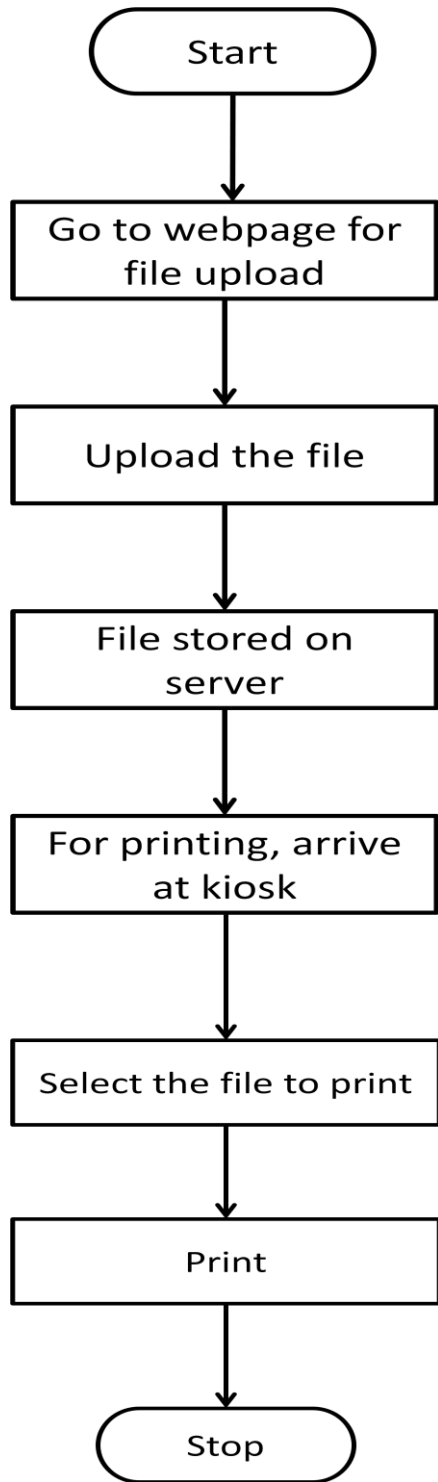 Start
Go to webpage for
file upload
Upload the file
File stored on
server
For printing, arrive
at kiosk
Select the file to print
Print
Stop